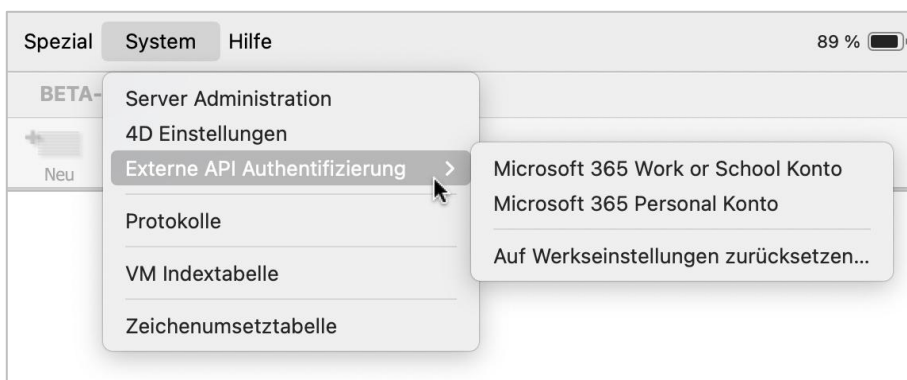 Spezial System Hilfe 89 %
BETA-
Neu
Server Administration
4D Einstellungen
Externe API Authentifizierung
Protokolle
VM Indextabelle
Zeichenumsetztabelle
Microsoft 365 Work or School Konto
Microsoft 365 Personal Konto
Auf Werkseinstellungen zurücksetzen...